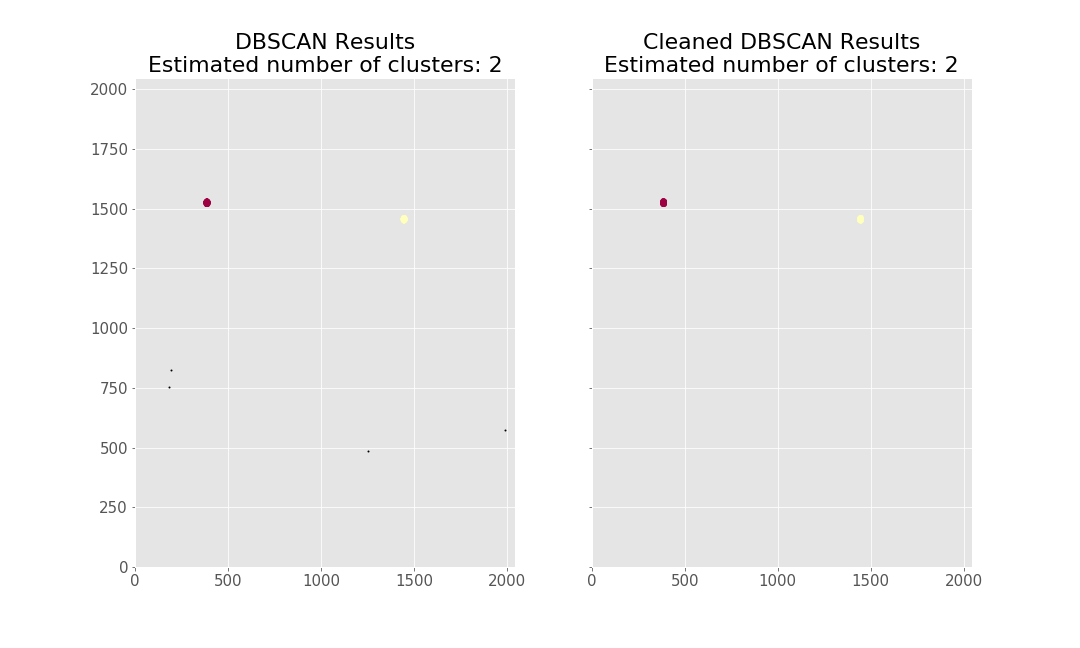 DBSCAN Results
Estimated number of clusters: 2
Cleaned DBSCAN Results
Estimated number of clusters: 2
2000
1750
1500
1250
1000
750
500
250
0
0 500 1000 1500 2000
0 500 1000 1500 2000